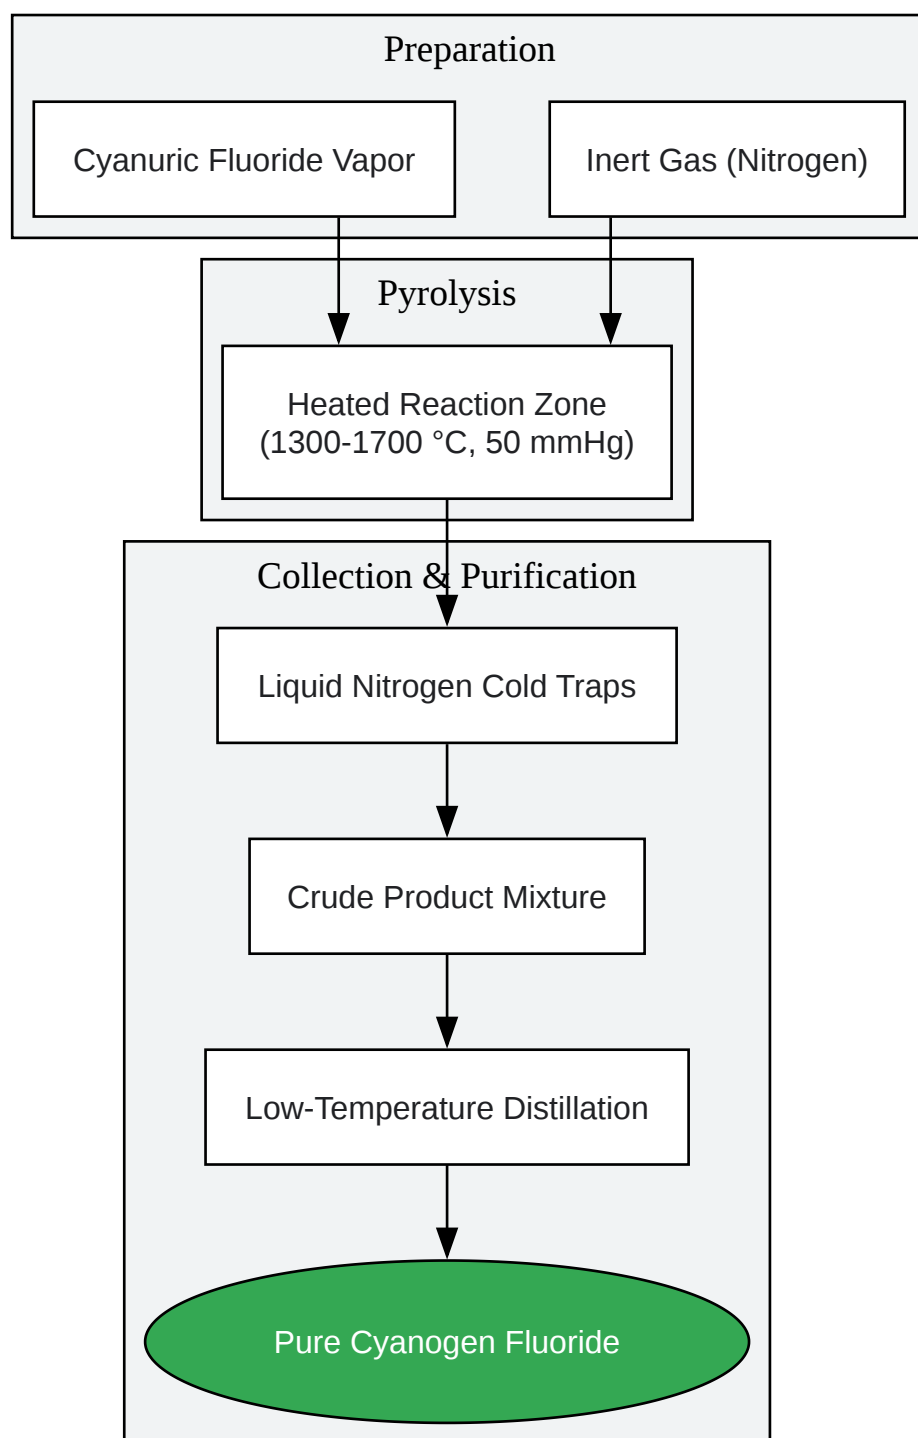 Preparation
Cyanuric Fluoride Vapor
Inert Gas (Nitrogen)
Pyrolysis
Heated Reaction Zone
(1300-1700 °C, 50 mmHg)
Collection & Purification
Liquid Nitrogen Cold Traps
Crude Product Mixture
Low-Temperature Distillation
Pure Cyanogen Fluoride